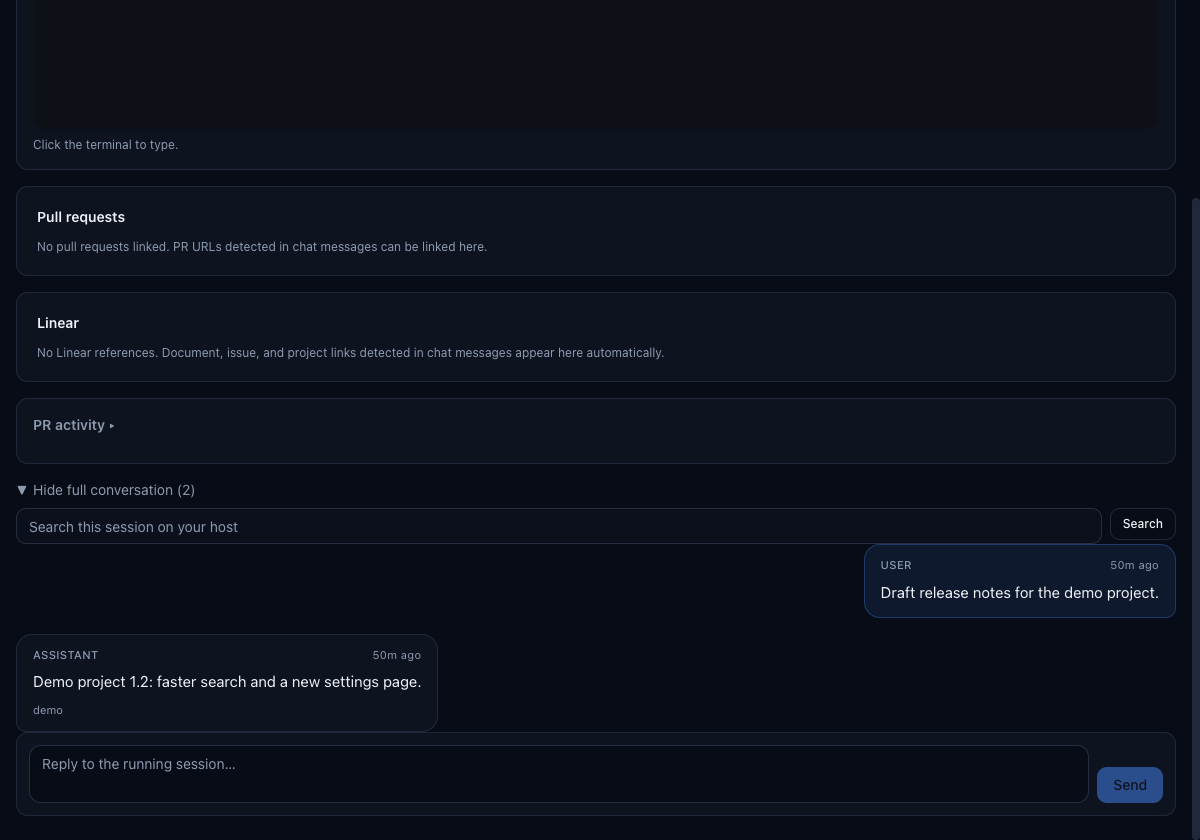 Click the terminal to type.
Pull requests
No pull requests linked. PR URLs detected in chat messages can be linked here.
Linear
No Linear references. Document, issue, and project links detected in chat messages appear here automatically.
PR activity ▸
▼ Hide full conversation (2)
Search this session on your host
Search
USER 50m ago
Draft release notes for the demo project.
ASSISTANT 50m ago
Demo project 1.2: faster search and a new settings page.
demo
Reply to the running session...
Send